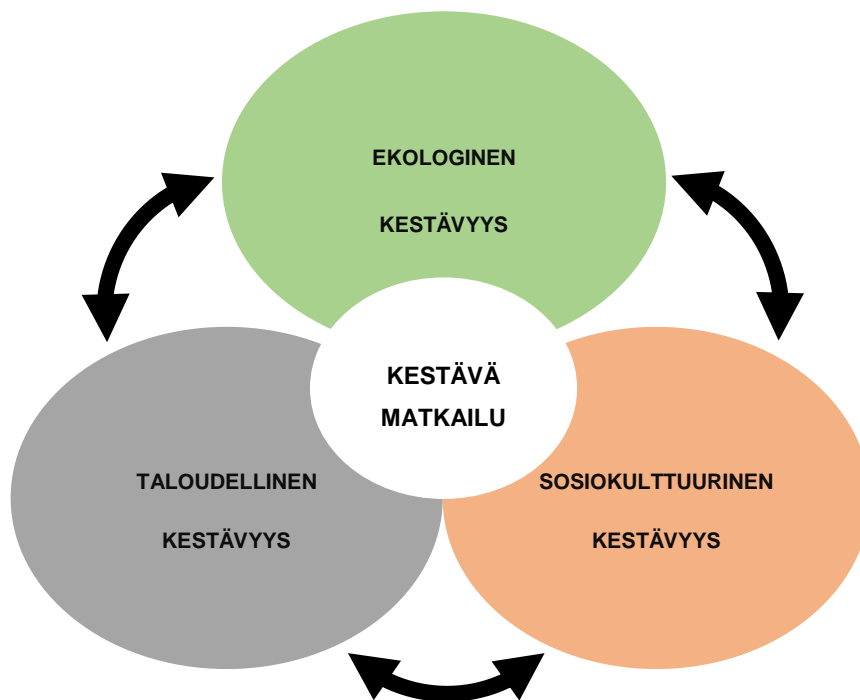 EKOLOGINEN
KESTÄVYYS
KESTÄVÄ
MATKAILU
TALOUDELLINEN
KESTÄVYYS
SOSIOKULTTUURINEN
KESTÄVYYS